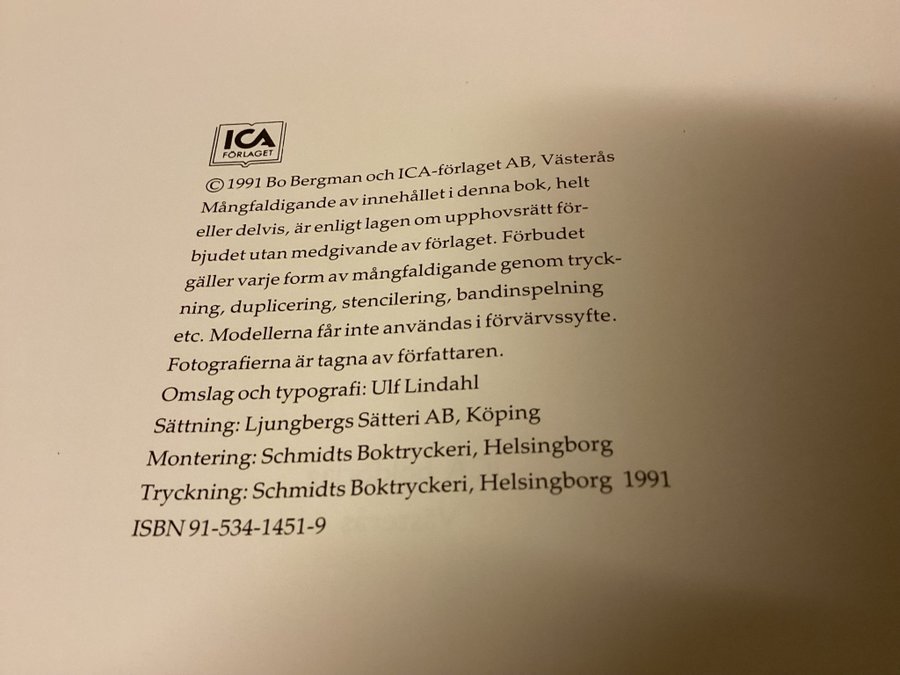 ICA
FÖRLAGET
© 1991 Bo Bergman och ICA-förlaget AB, Västerås
Mångfaldigande av innehållet i denna bok, helt
eller delvis, är enligt lagen om upphovsrätt för-
bjudet utan medgivande av förlaget. Förbudet
gäller varje form av mångfaldigande genom tryck-
ning, duplicering, stencilering, bandinspelning
etc. Modellerna får inte användas i förvärvssyfte.
Fotografierna är tagna av författaren.
Omslag och typografi: Ulf Lindahl
Sättning: Ljungbergs Sätteri AB, Köping
Montering: Schmidts Boktryckeri, Helsingborg
Tryckning: Schmidts Boktryckeri, Helsingborg 1991
ISBN 91-534-1451-9